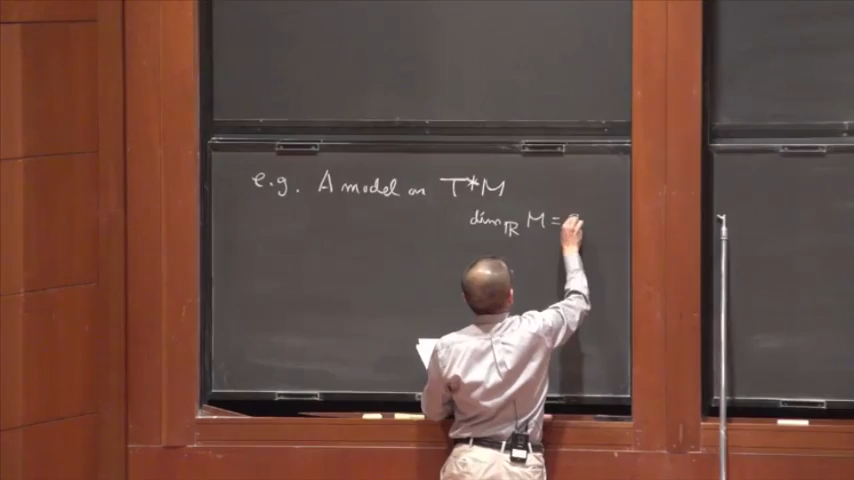 e.g. A model on T*M
dim_ℝ M =